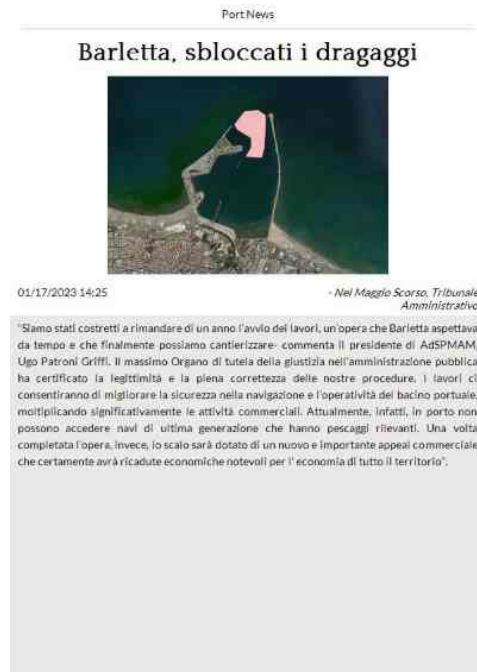 Port News
Barletta, sbloccati i dragaggi
01/17/2023 14:25
- Nel Maggio Scorso, Tribunale
Amministrativo
"Siamo stati costretti a rimandare di un anno l'avvio dei lavori, un'opera che Barletta aspettava
da tempo e che finalmente possiamo cantierizzare- commenta il presidente di AdSPMAM,
Ugo Patroni Griffi. Il massimo Organo di tutela della giustizia nell'amministrazione pubblica
ha certificato la legittimità e la piena correttezza delle nostre procedure. I lavori ci
consentiranno di migliorare la sicurezza nella navigazione e l'operatività del bacino portuale,
moltiplicando significativamente le attività commerciali. Attualmente, infatti, in porto non
possono accedere navi di ultima generazione che hanno pescaggi rilevanti. Una volta
completata l'opera, invece, lo scalo sarà dotato di un nuovo e importante appeal commerciale
che certamente avrà ricadute economiche notevoli per l' economia di tutto il territorio".